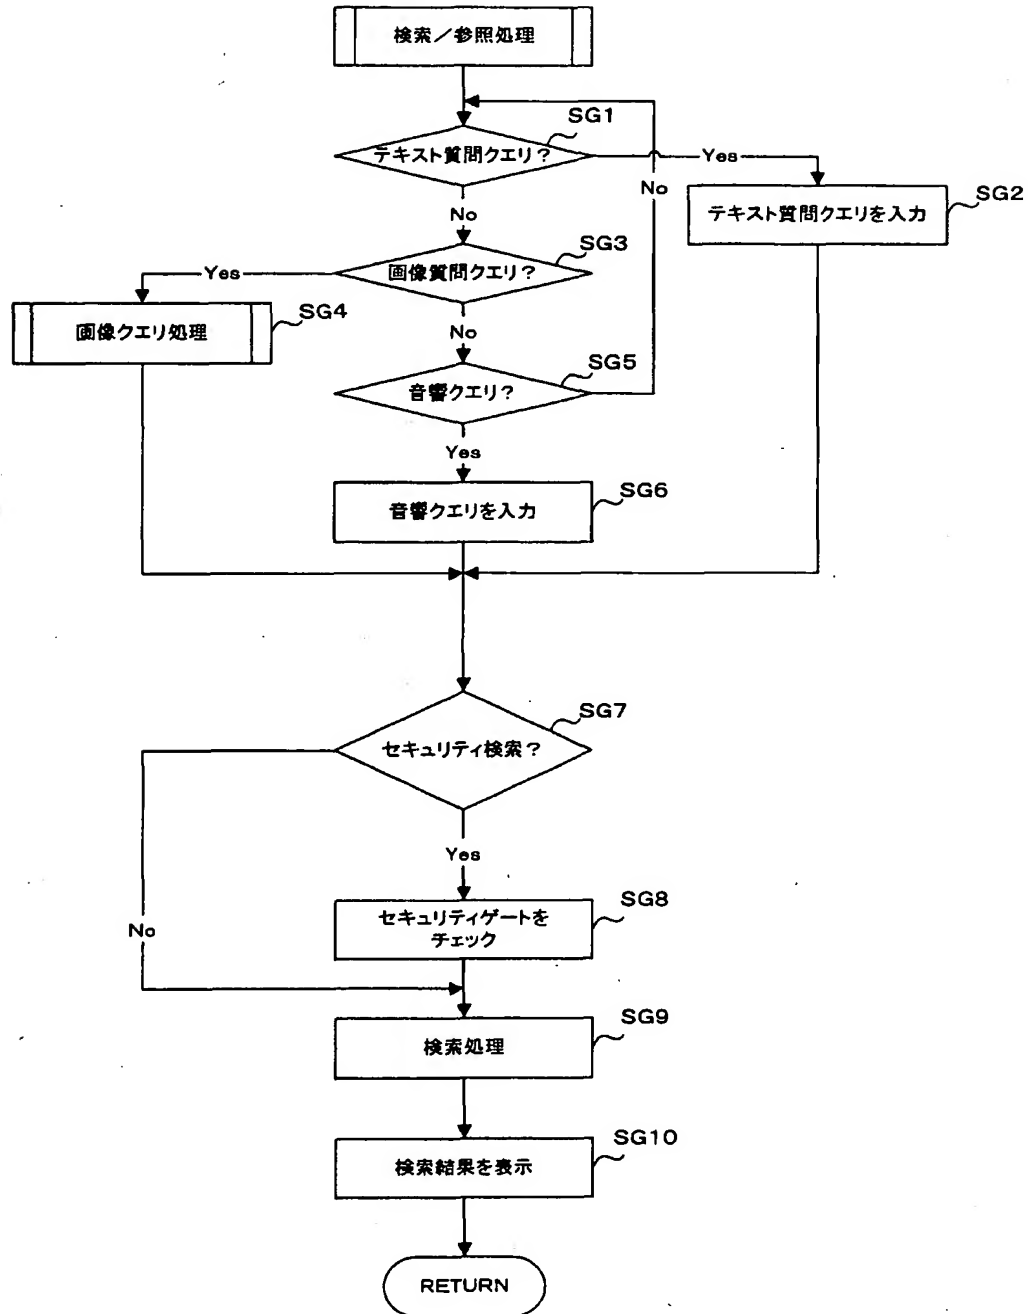 検索／参照処理
SG1
テキスト質問クエリ？
Yes
No
SG2
テキスト質問クエリを入力
No
SG3
画像質問クエリ？
Yes
SG4
画像クエリ処理
No
SG5
音響クエリ？
Yes
SG6
音響クエリを入力
SG7
セキュリティ検索？
Yes
No
SG8
セキュリティゲートを
チェック
SG9
検索処理
SG10
検索結果を表示
RETURN